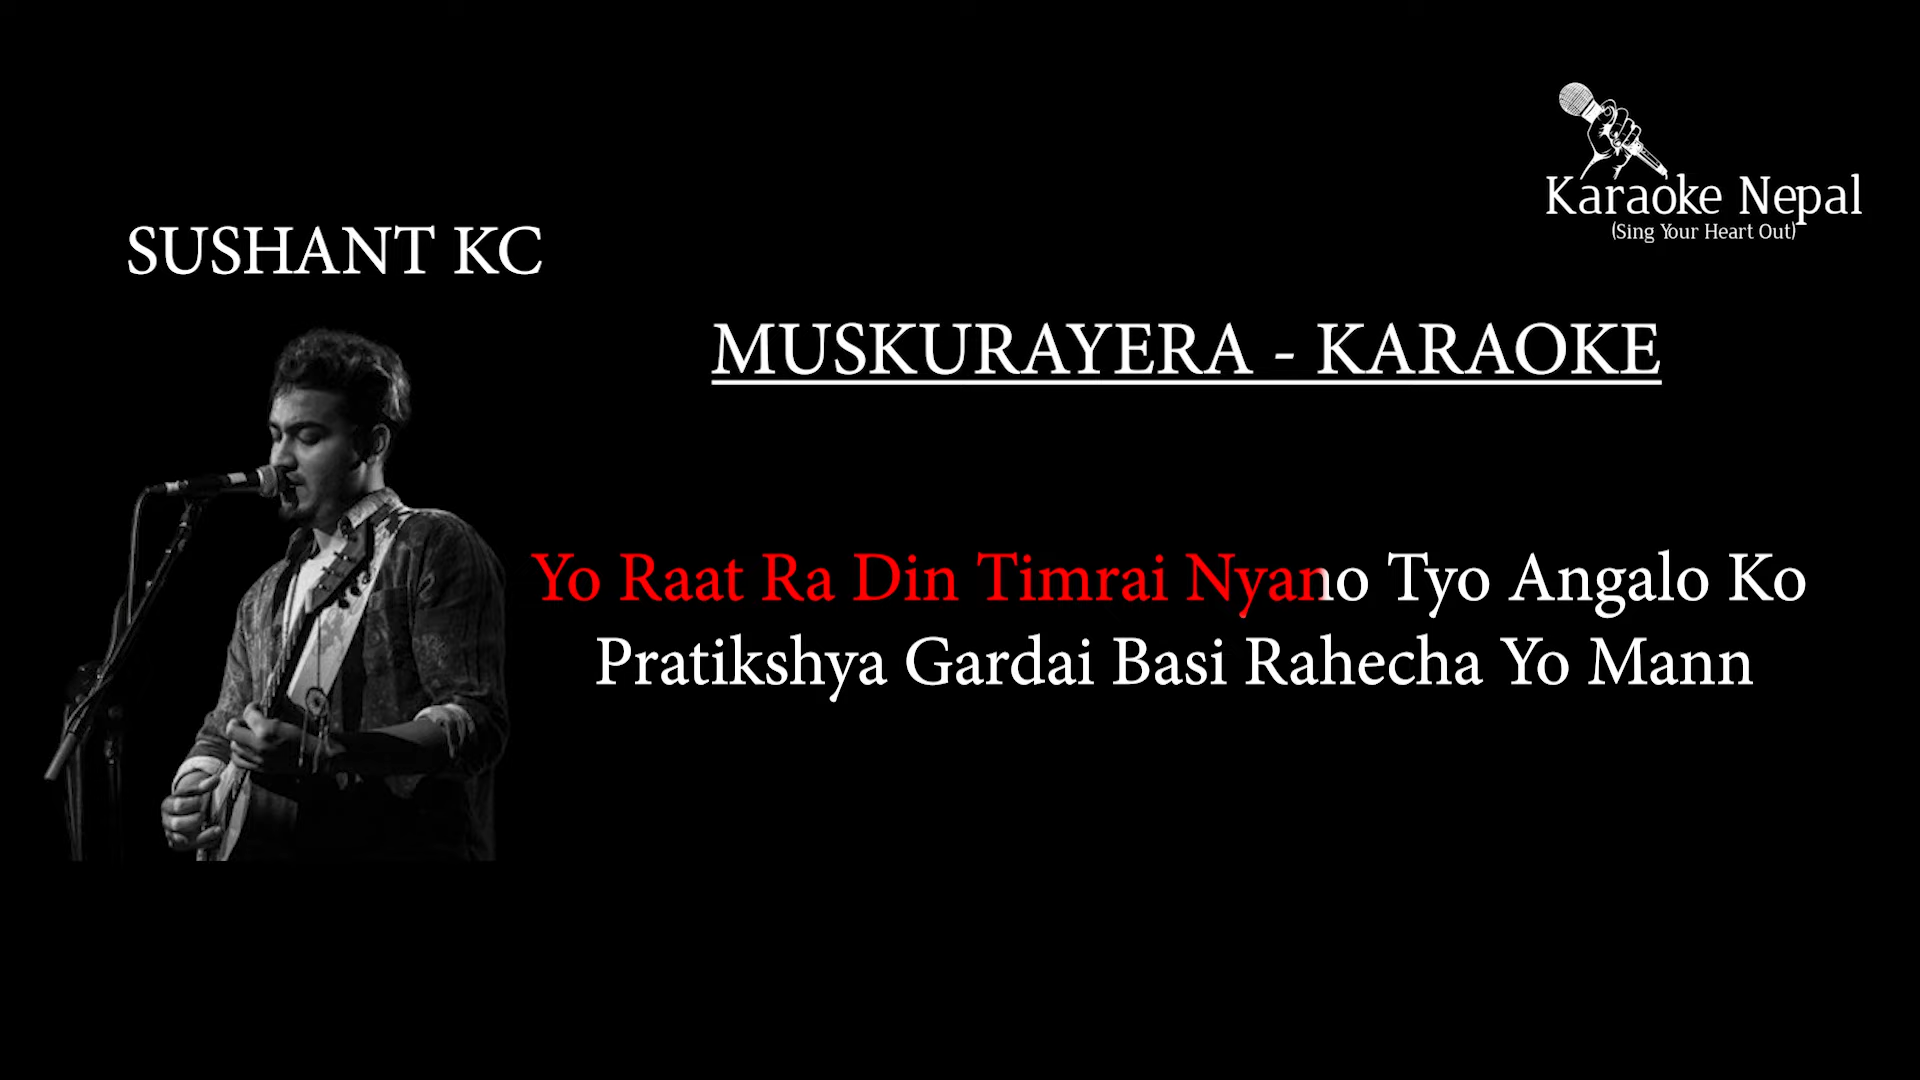 Karaoke Nepal
(Sing Your Heart Out)
SUSHANT KC
MUSKURAYERA - KARAOKE
Yo Raat Ra Din Timrai Nyano Tyo Angalo Ko
Pratikshya Gardai Basi Rahecha Yo Mann